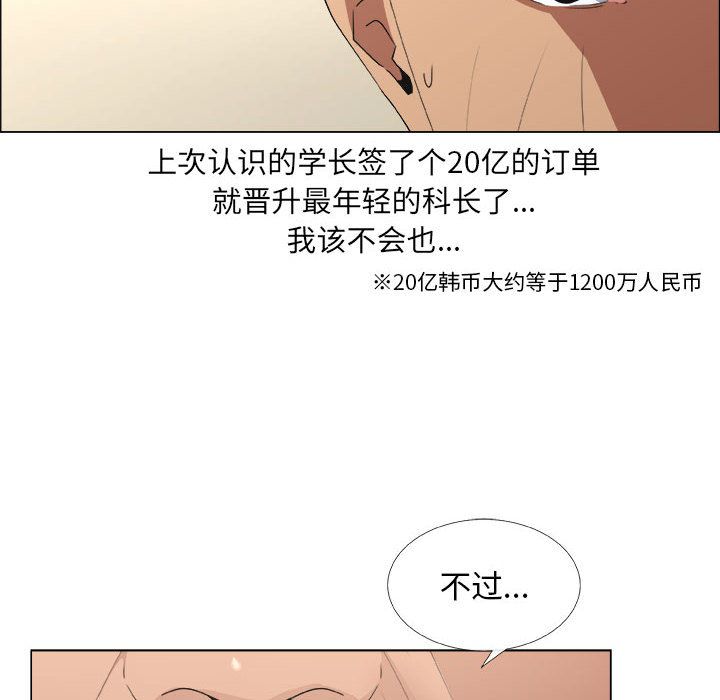 上次认识的学长签了个20亿的订单
就晋升最年轻的科长了...
我该不会也...
※20亿韩币大约等于1200万人民币
不过...